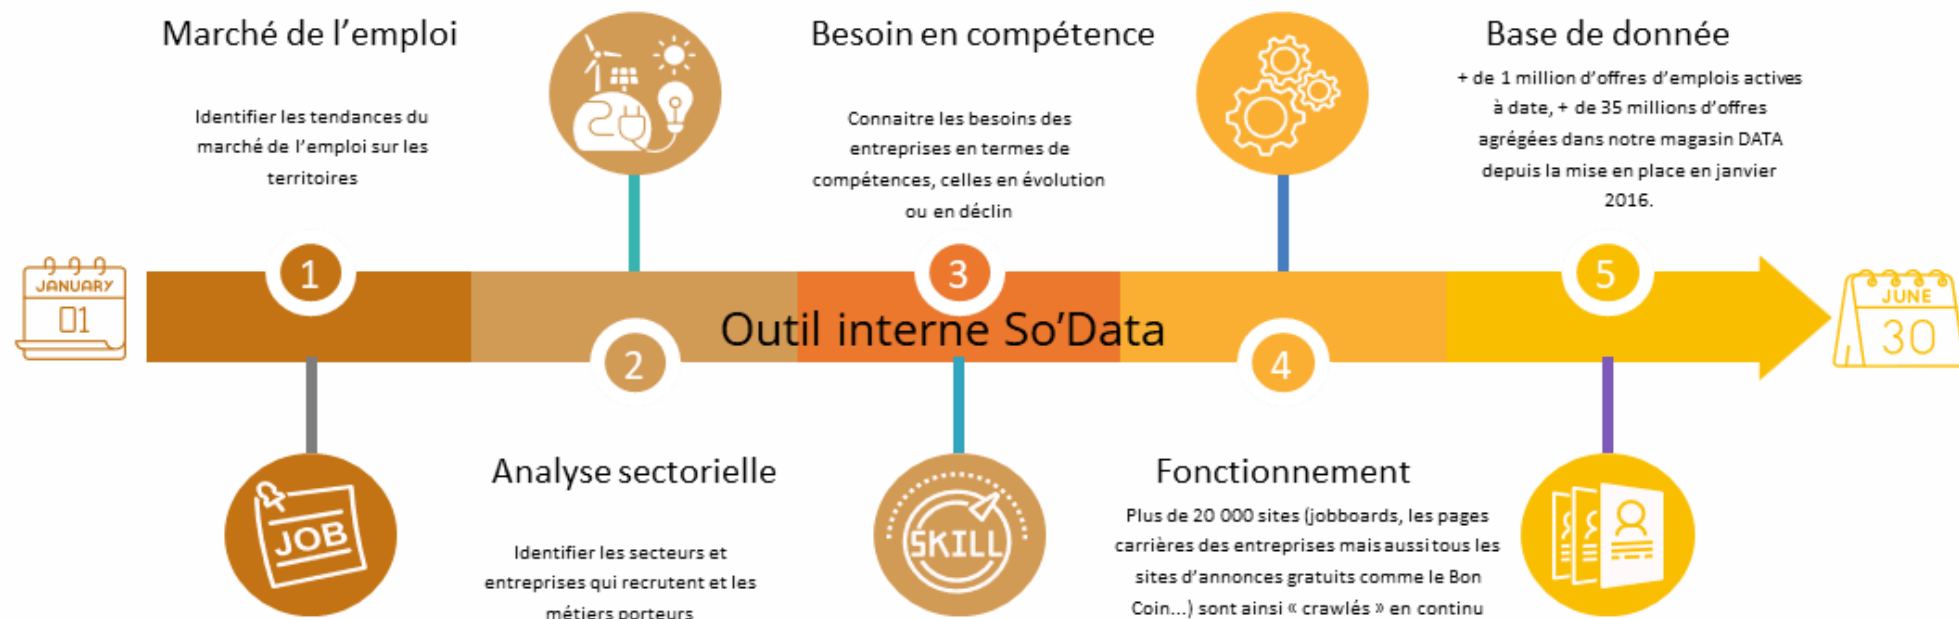 Marché de l'emploi
Identifier les tendances du
marché de l'emploi sur les
territoires
Besoin en compétence
Connaitre les besoins des
entreprises en termes de
compétences, celles en évolution
ou en déclin
Base de donnée
+ de 1 million d'offres d'emplois actives
à date, + de 35 millions d'offres
agrégées dans notre magasin DATA
depuis la mise en place en janvier
2016.
JANUARY
01
1
2
3
4
5
Outil interne So'Data
JUNE
30
JOB
Analyse sectorielle
Identifier les secteurs et
entreprises qui recrutent et les
métiers porteurs
SKILL
Fonctionnement
Plus de 20 000 sites (jobboards, les pages
carrières des entreprises mais aussi tous les
sites d'annonces gratuits comme le Bon
Coin...) sont ainsi « crawlés » en continu